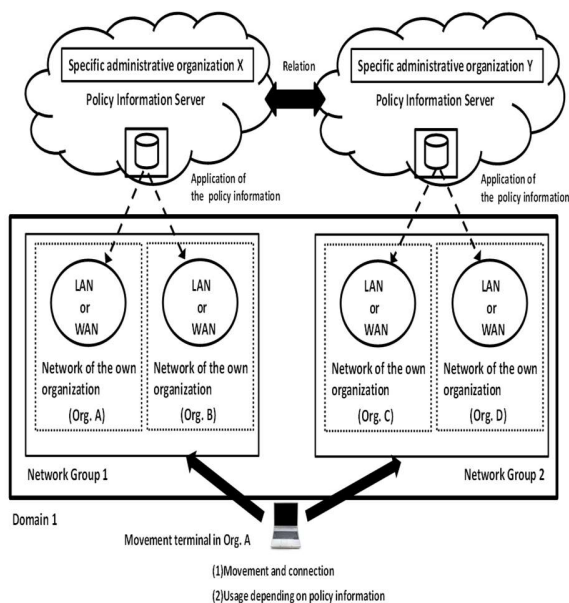 Specific administrative organization X
Policy Information Server
Relation
Specific administrative organization Y
Policy Information Server
Application of
the policy information
Application of
the policy information
LAN
or
WAN
Network of the own
organization
(Org. A)
LAN
or
WAN
Network of the own
organization
(Org. B)
LAN
or
WAN
Network of the own
organization
(Org. C)
LAN
or
WAN
Network of the own
organization
(Org. D)
Network Group 1
Network Group 2
Domain 1
Movement terminal in Org. A
(1)Movement and connection
(2)Usage depending on policy information